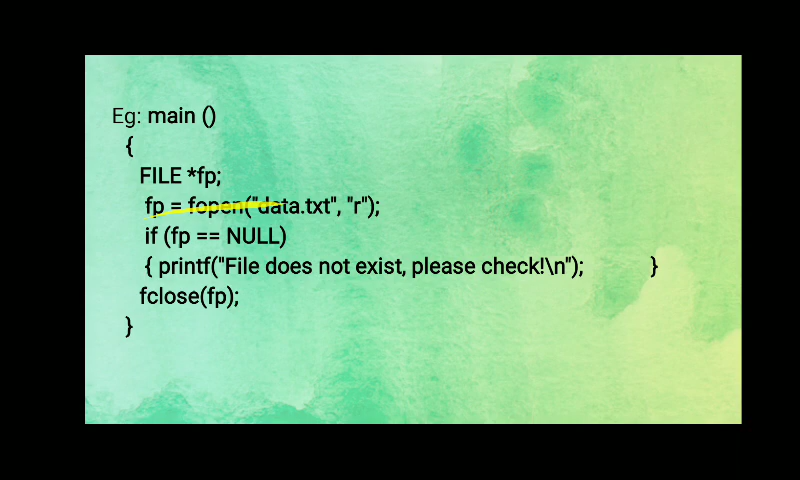 Eg: main ()
{
FILE *fp;
fp = fopen("data.txt", "r");
if (fp == NULL)
{ printf("File does not exist, please check!\n"); }
fclose(fp);
}